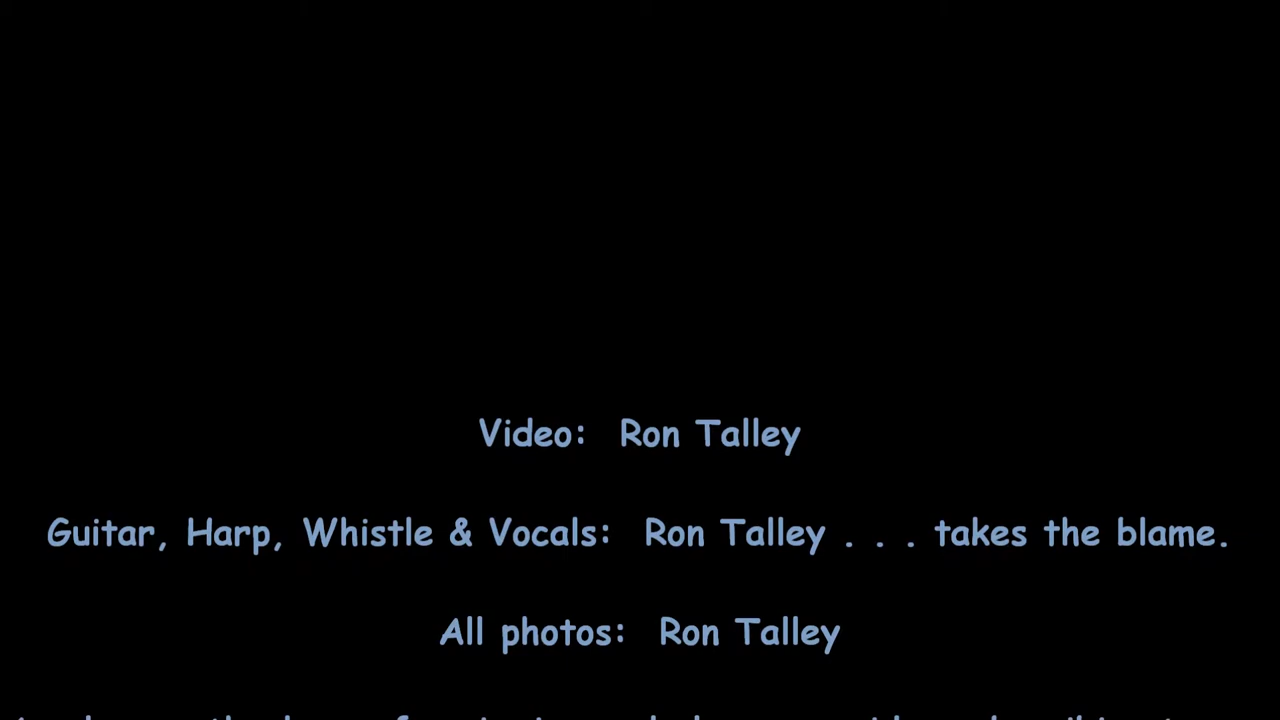 Video: Ron Talley
Guitar, Harp, Whistle & Vocals: Ron Talley . . . takes the blame.
All photos: Ron Talley